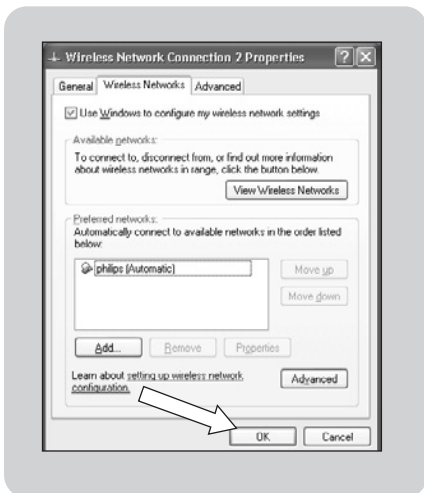 Wireless Network Connection 2 Properties
General Wireless Networks Advanced
Use Windows to configure my wireless network settings
Available networks:
To connect to, disconnect from, or find out more information
about wireless networks in range, click the button below.
View Wireless Networks
Preferred networks:
Automatically connect to available networks in the order listed
below:
philips (Automatic)
Move up
Move down
Add... Remove Properties
Learn about setting up wireless network
configuration.
Advanced
OK Cancel